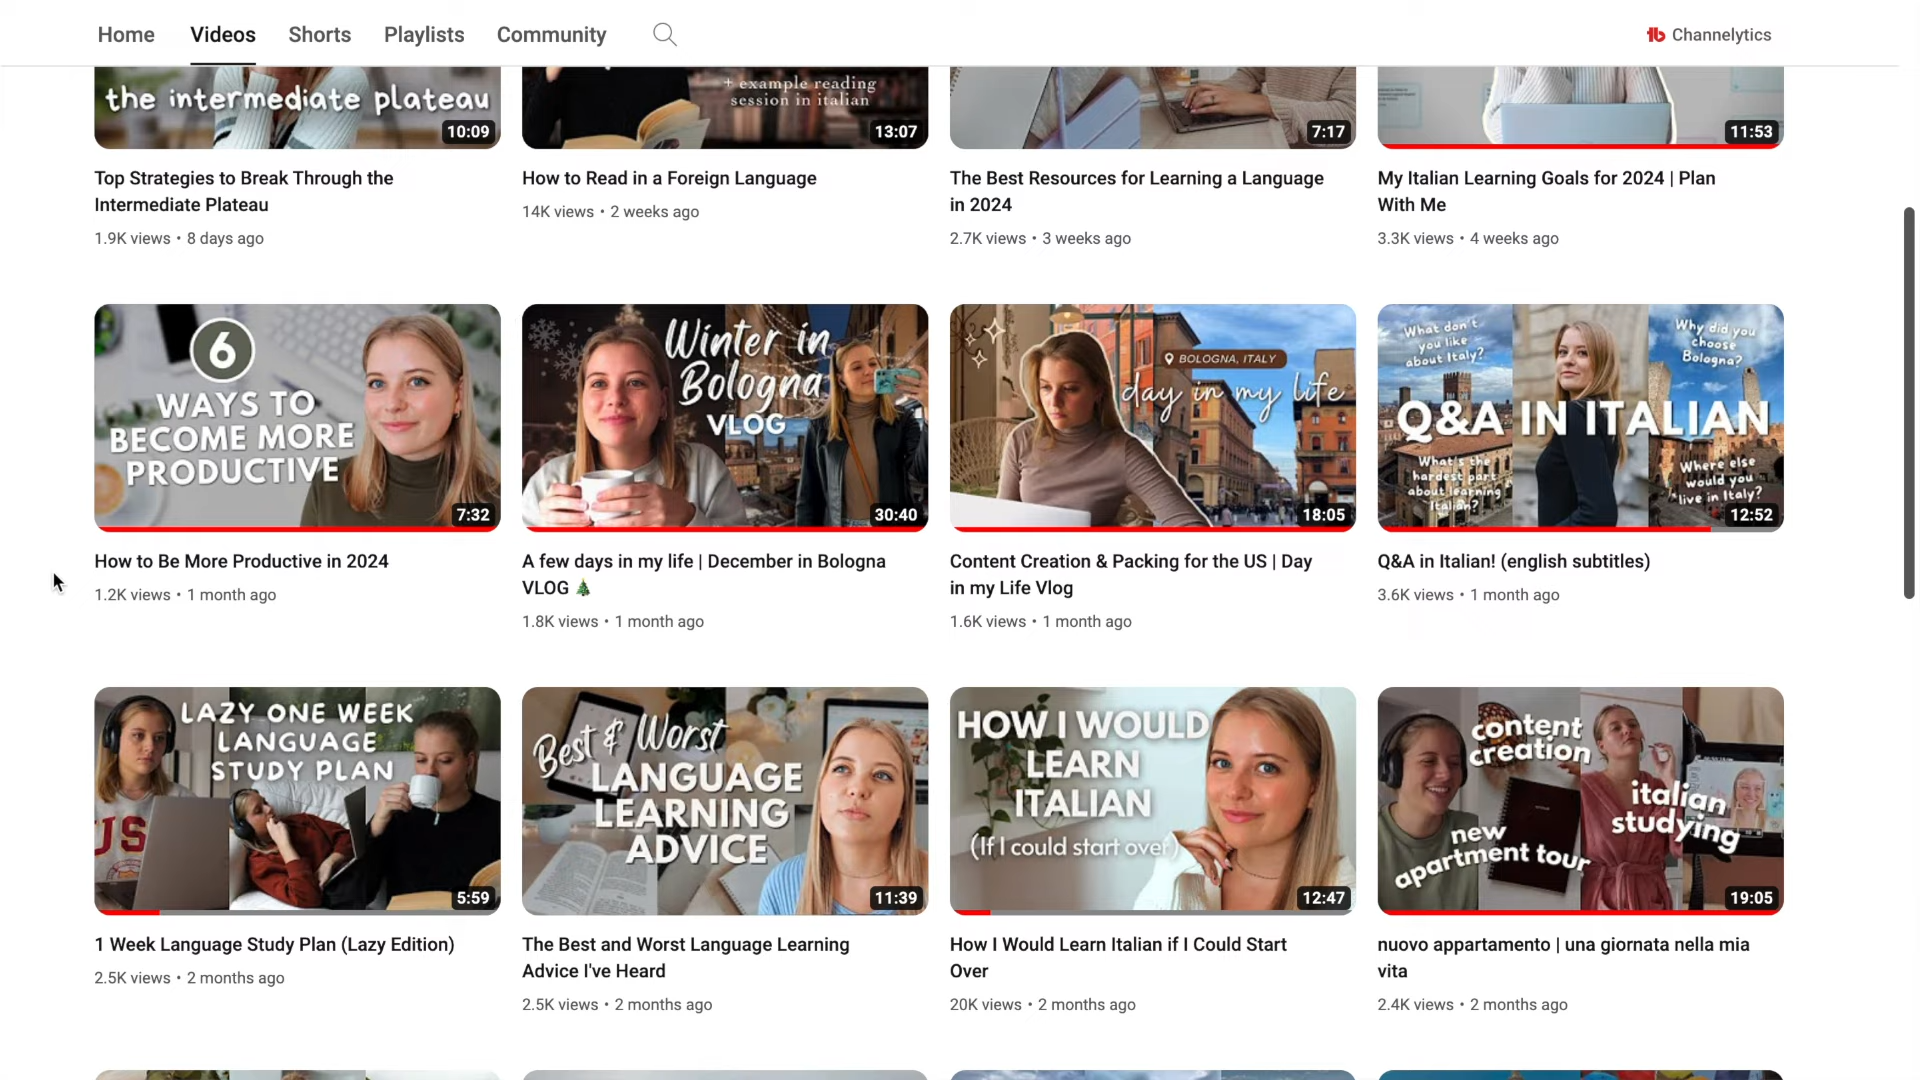 Home Videos Shorts Playlists Community
Channelytics
the intermediate plateau
10:09
+ example reading
session in italian
13:07
7:17
11:53
Top Strategies to Break Through the
Intermediate Plateau
1.9K views • 8 days ago
How to Read in a Foreign Language
14K views • 2 weeks ago
The Best Resources for Learning a Language
in 2024
2.7K views • 3 weeks ago
My Italian Learning Goals for 2024 | Plan
With Me
3.3K views • 4 weeks ago
6
WAYS TO
BECOME MORE
PRODUCTIVE
7:32
Winter in
Bologna
VLOG
30:40
BOLOGNA, ITALY
day in my life
18:05
What don't
you like
about Italy?
Why did you
choose
Bologna?
Q&A IN ITALIAN
What's the
hardest part
about learning
Italian?
Where else
would you
live in Italy?
12:52
How to Be More Productive in 2024
1.2K views • 1 month ago
A few days in my life | December in Bologna
VLOG 🎄
1.8K views • 1 month ago
Content Creation & Packing for the US | Day
in my Life Vlog
1.6K views • 1 month ago
Q&A in Italian! (english subtitles)
3.6K views • 1 month ago
LAZY ONE WEEK
LANGUAGE
STUDY PLAN
US
5:59
Best & Worst
LANGUAGE
LEARNING
ADVICE
11:39
HOW I WOULD
LEARN
ITALIAN
(If I could start over)
12:47
content
creation
italian
studying
new
apartment tour
19:05
1 Week Language Study Plan (Lazy Edition)
2.5K views • 2 months ago
The Best and Worst Language Learning
Advice I've Heard
2.5K views • 2 months ago
How I Would Learn Italian if I Could Start
Over
20K views • 2 months ago
nuovo appartamento | una giornata nella mia
vita
2.4K views • 2 months ago